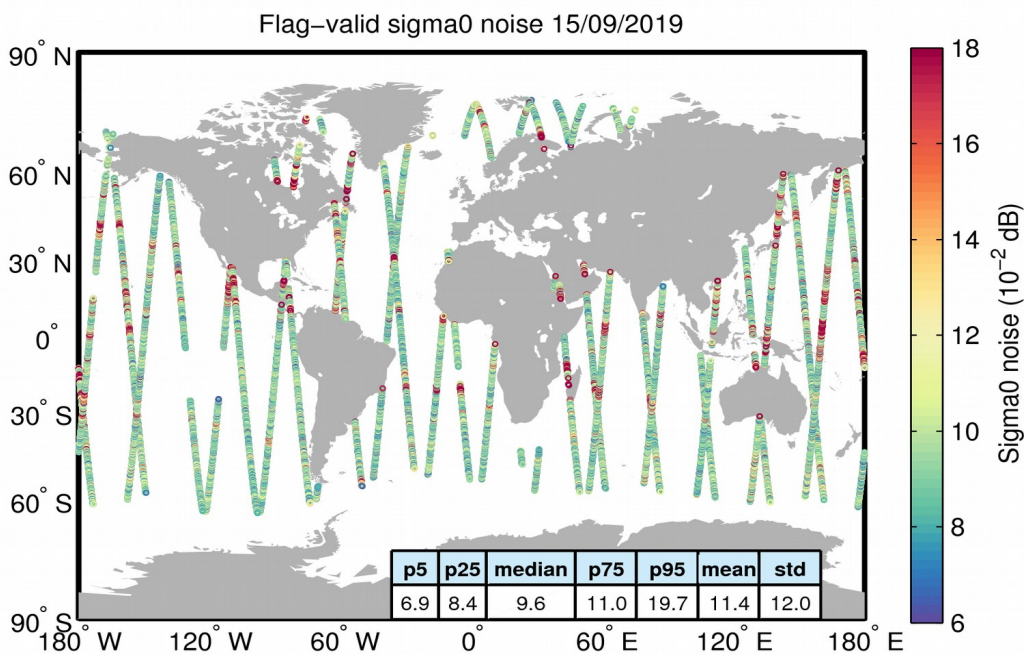 Flag−valid sigma0 noise 15/09/2019
90° N
60° N
30° N
0°
30° S
60° S
90° S
180° W
120° W
60° W
0°
60° E
120° E
180° E
p5 p25 median p75 p95 mean std
6.9 8.4 9.6 11.0 19.7 11.4 12.0
18
16
14
12
10
8
6
Sigma0 noise (10⁻² dB)